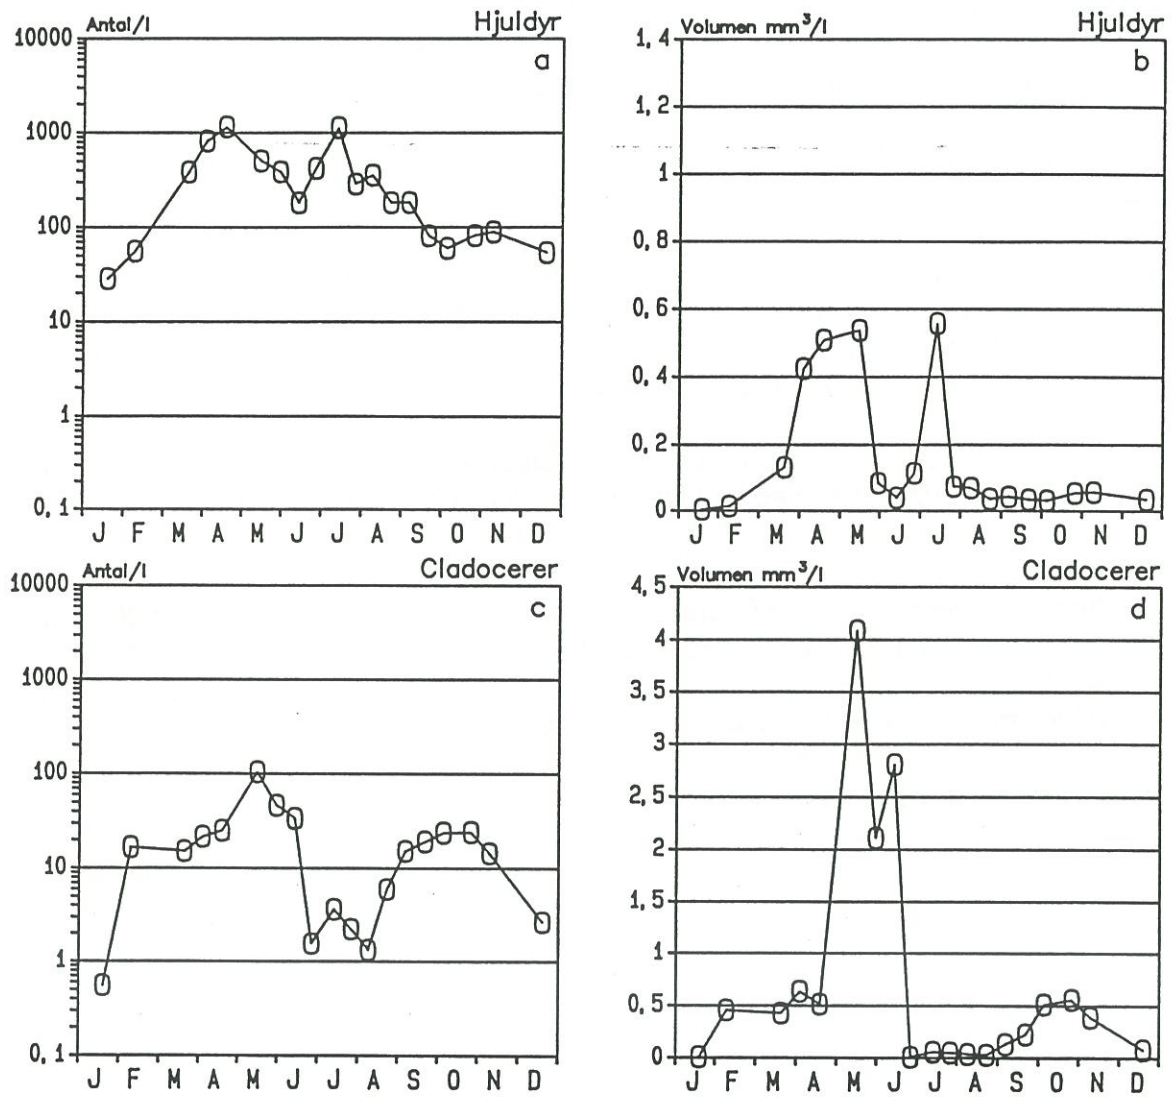 Antal/l Hjuldyr
a
10000
1000
100
10
1
0,1
J F M A M J J A S O N D
Volumen mm³/l Hjuldyr
b
1,4
1,2
1
0,8
0,6
0,4
0,2
0
J F M A M J J A S O N D
Antal/l Cladocerer
c
10000
1000
100
10
1
0,1
J F M A M J J A S O N D
Volumen mm³/l Cladocerer
d
4,5
4
3,5
3
2,5
2
1,5
1
0,5
0
J F M A M J J A S O N D